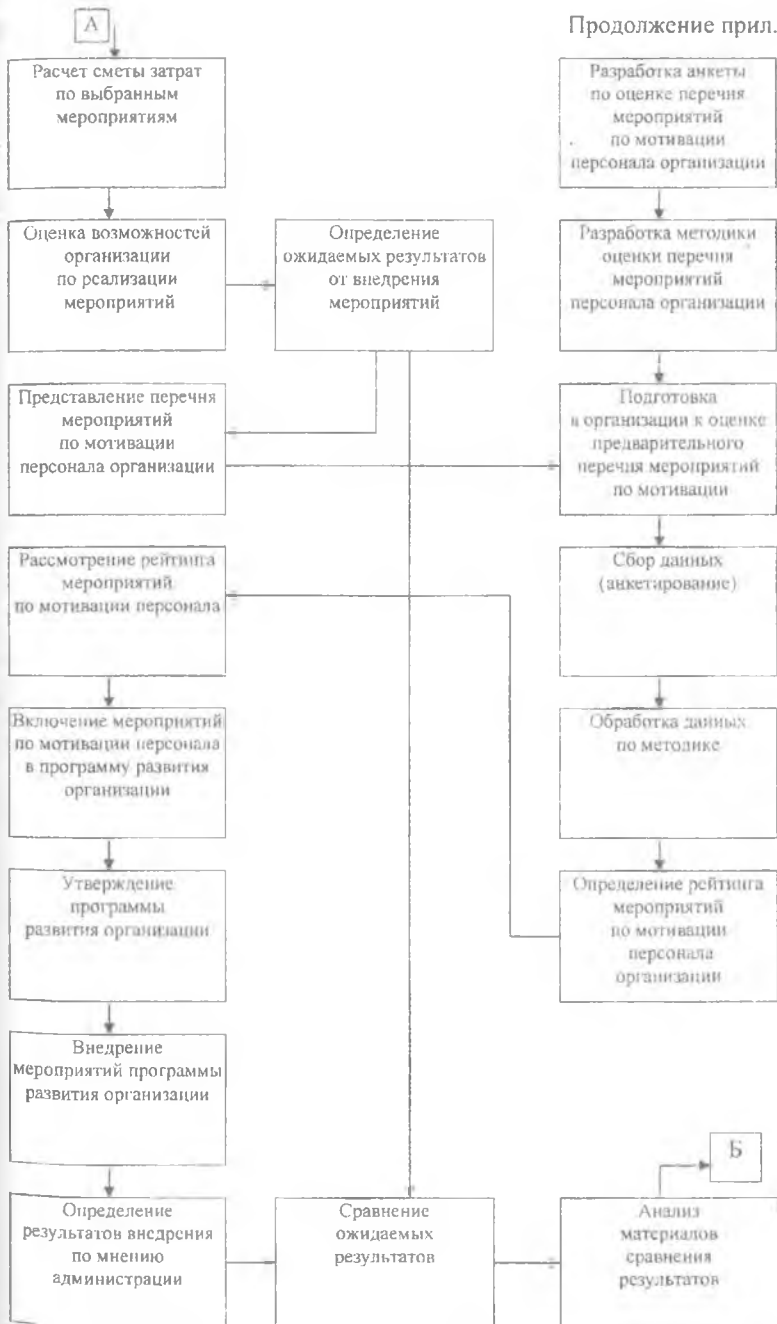 А
Продолжение прил.
Расчет сметы затрат
по выбранным
мероприятиям
Разработка анкеты
по оценке перечня
мероприятий
по мотивации
персонала организации
Оценка возможностей
организации
по реализации
мероприятий
Определение
ожидаемых результатов
от внедрения
мероприятий
Разработка методики
оценки перечня
мероприятий
персонала организации
Представление перечня
мероприятий
по мотивации
персонала организации
Подготовка
в организации к оценке
предварительного
перечня мероприятий
по мотивации
Рассмотрение рейтинга
мероприятий
по мотивации персонала
Сбор данных
(анкетирование)
Включение мероприятий
по мотивации персонала
в программу развития
организации
Обработка данных
по методике
Утверждение
программы
развития организации
Определение рейтинга
мероприятий
по мотивации
персонала
организации
Внедрение
мероприятий программы
развития организации
Б
Определение
результатов внедрения
по мнению
администрации
Сравнение
ожидаемых
результатов
Анализ
материалов
сравнения
результатов